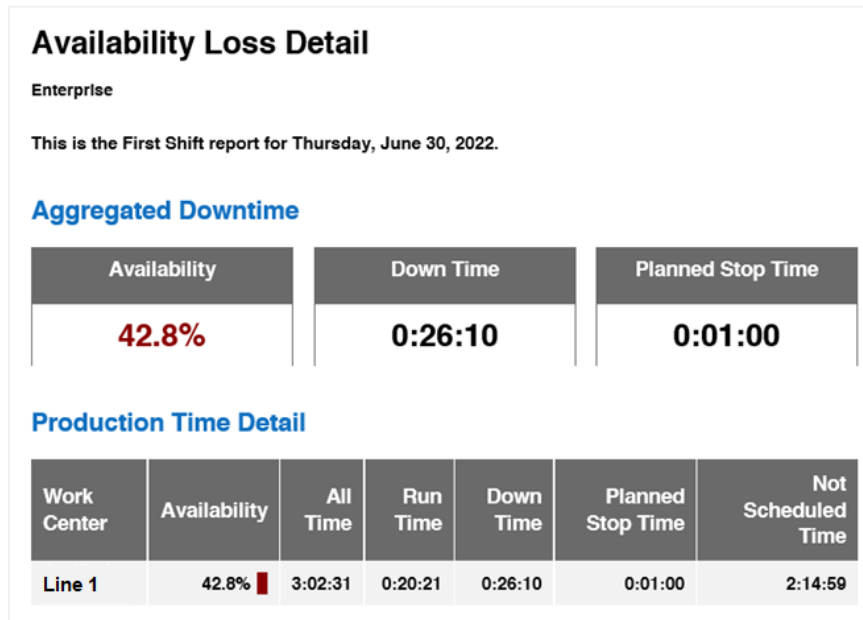 Availability Loss Detail
Enterprise
This is the First Shift report for Thursday, June 30, 2022.
Aggregated Downtime
Availability Down Time Planned Stop Time
42.8% 0:26:10 0:01:00
Production Time Detail
Work Center Availability All Time Run Time Down Time Planned Stop Time Not Scheduled Time
Line 1 42.8% 3:02:31 0:20:21 0:26:10 0:01:00 2:14:59